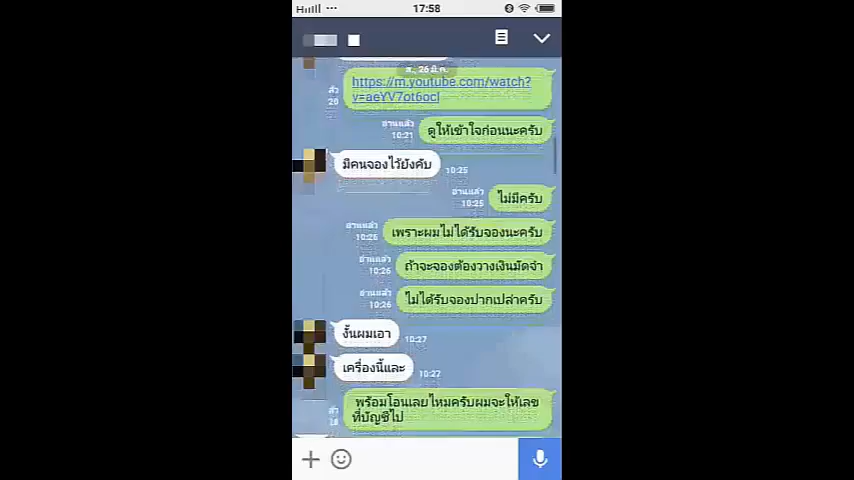 17:58
ส., 26 มี.ค.
https://m.youtube.com/watch?
v=aeYV7ot6ocI
ดูให้เข้าใจก่อนนะครับ
อ่านแล้ว
10:21
มีคนจองไว้ยังคับ
10:25
ไม่มีครับ
อ่านแล้ว
10:25
เพราะผมไม่ได้รับจองนะครับ
อ่านแล้ว
10:26
ถ้าจะจองต้องวางเงินมัดจำ
อ่านแล้ว
10:26
ไม่ได้รับจองปากเปล่าครับ
อ่านแล้ว
10:26
งั้นผมเอา
10:27
เครื่องนี้และ
10:27
พร้อมโอนเลยไหมครับผมจะให้เลข
ที่บัญชีไป